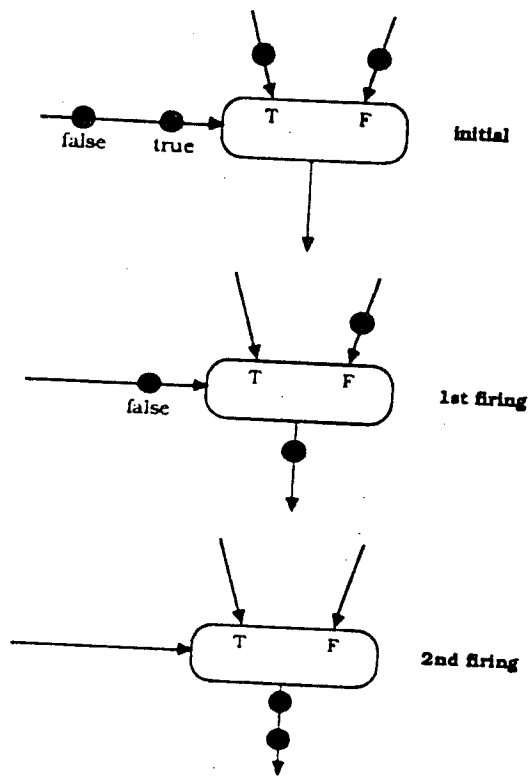 T F
initial
false true
T F
1st firing
false
T F
2nd firing